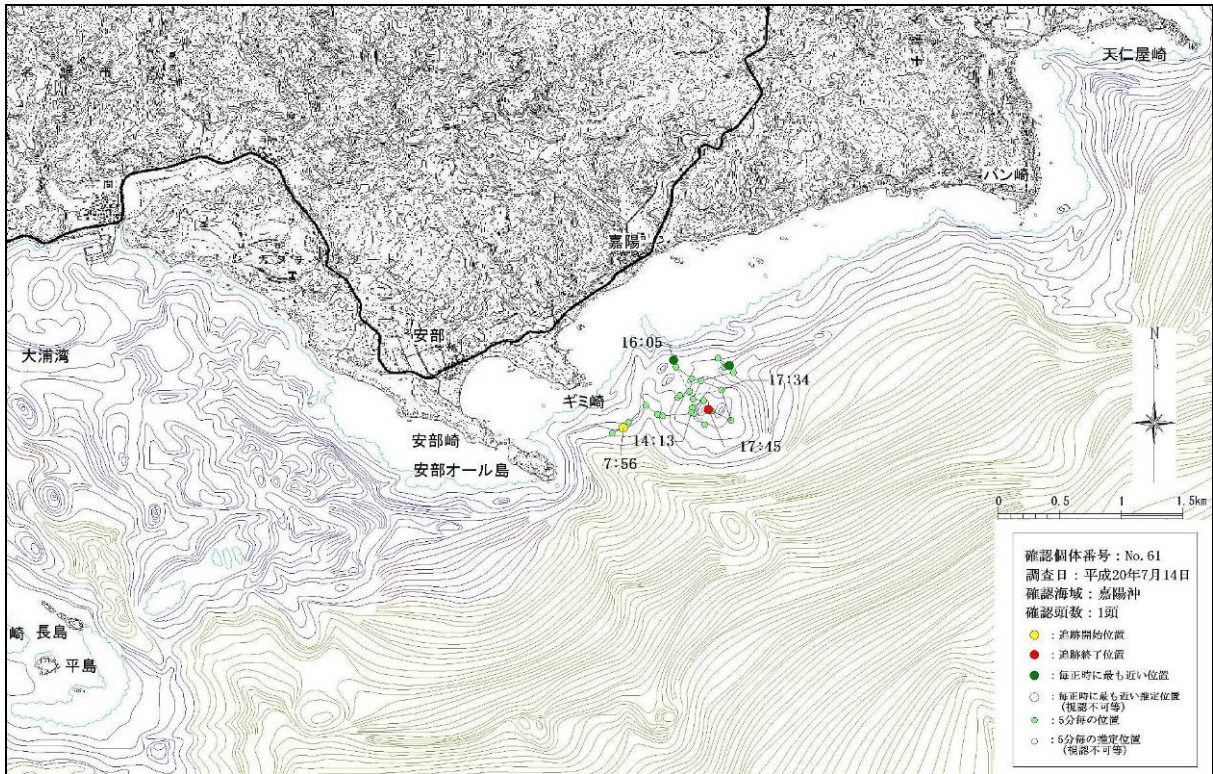 天仁屋崎
バン崎
嘉陽
安部
大浦湾
ギミ崎
安部崎
安部オール島
長島
崎
平島
16:05
17:34
14:13
17:45
7:56
N
0 0.5 1 1.5km
確認個体番号:No.61
調査日:平成20年7月14日
確認海域:嘉陽沖
確認頭数:1頭
:追跡開始位置
:追跡終了位置
:毎正時に最も近い位置
:毎正時に最も近い推定位置
(視認不可等)
:5分毎の位置
:5分毎の推定位置
(視認不可等)